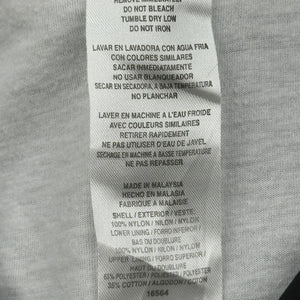 REMOVE IMMEDIATELY
DO NOT BLEACH
TUMBLE DRY LOW
DO NOT IRON
LAVAR EN LAVADORA CON AGUA FRIA
CON COLORES SIMILARES
SACAR INMEDIATAMENTE
NO USAR BLANQUEADOR
SECAR EN SECADORA, A BAJA TEMPERATURA
NO PLANCHAR
LAVER EN MACHINE A L'EAU FROIDE
AVEC COULEURS SIMILAIRES
RETIRER RAPIDEMENT
NE PAS UTILISER D'EAU DE JAVEL
SECHAGE EN MACHINE A BASSE TEMPERATURE
NE PAS REPASSER
MADE IN MALAYSIA
HECHO EN MALASIA
FABRIQUE A MALAISIE
SHELL / EXTERIOR / VESTE:
100% NYLON / NILON / NYLON
LOWER LINING / FORRO INFERIOR /
BAS DU DOUBLURE
100% NYLON / NILON / NYLON
UPPER LINING / FORRO SUPERIOR /
HAUT DU DOUBLURE
65% POLYESTER / POLIESTER / POLYESTER
35% COTTON / ALGODON / COTON
16564